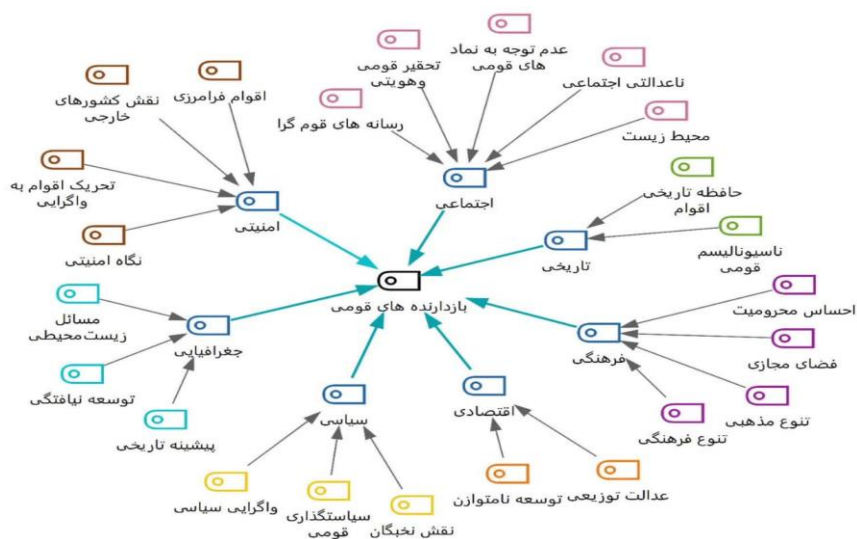 عدم توجه به نماد
های قومی
تحقیر قومی
وهویتی
ناعدالتی اجتماعی
رسانه های قوم گرا
محیط زیست
اجتماعی
اقوام فرامرزی
نقش کشورهای
خارجی
تحریک اقوام به
واگرایی
نگاه امنیتی
امنیتی
حافظه تاریخی
اقوام
ناسیونالیسم
قومی
تاریخی
بازدارنده های قومی
احساس محرومیت
فضای مجازی
تنوع مذهبی
تنوع فرهنگی
فرهنگی
مسائل
زیست‌محیطی
توسعه نیافتگی
پیشینه تاریخی
جغرافیایی
سیاسی
واگرایی سیاسی
سیاستگذاری
قومی
نقش نخبگان
اقتصادی
توسعه نامتوازن
عدالت توزیعی